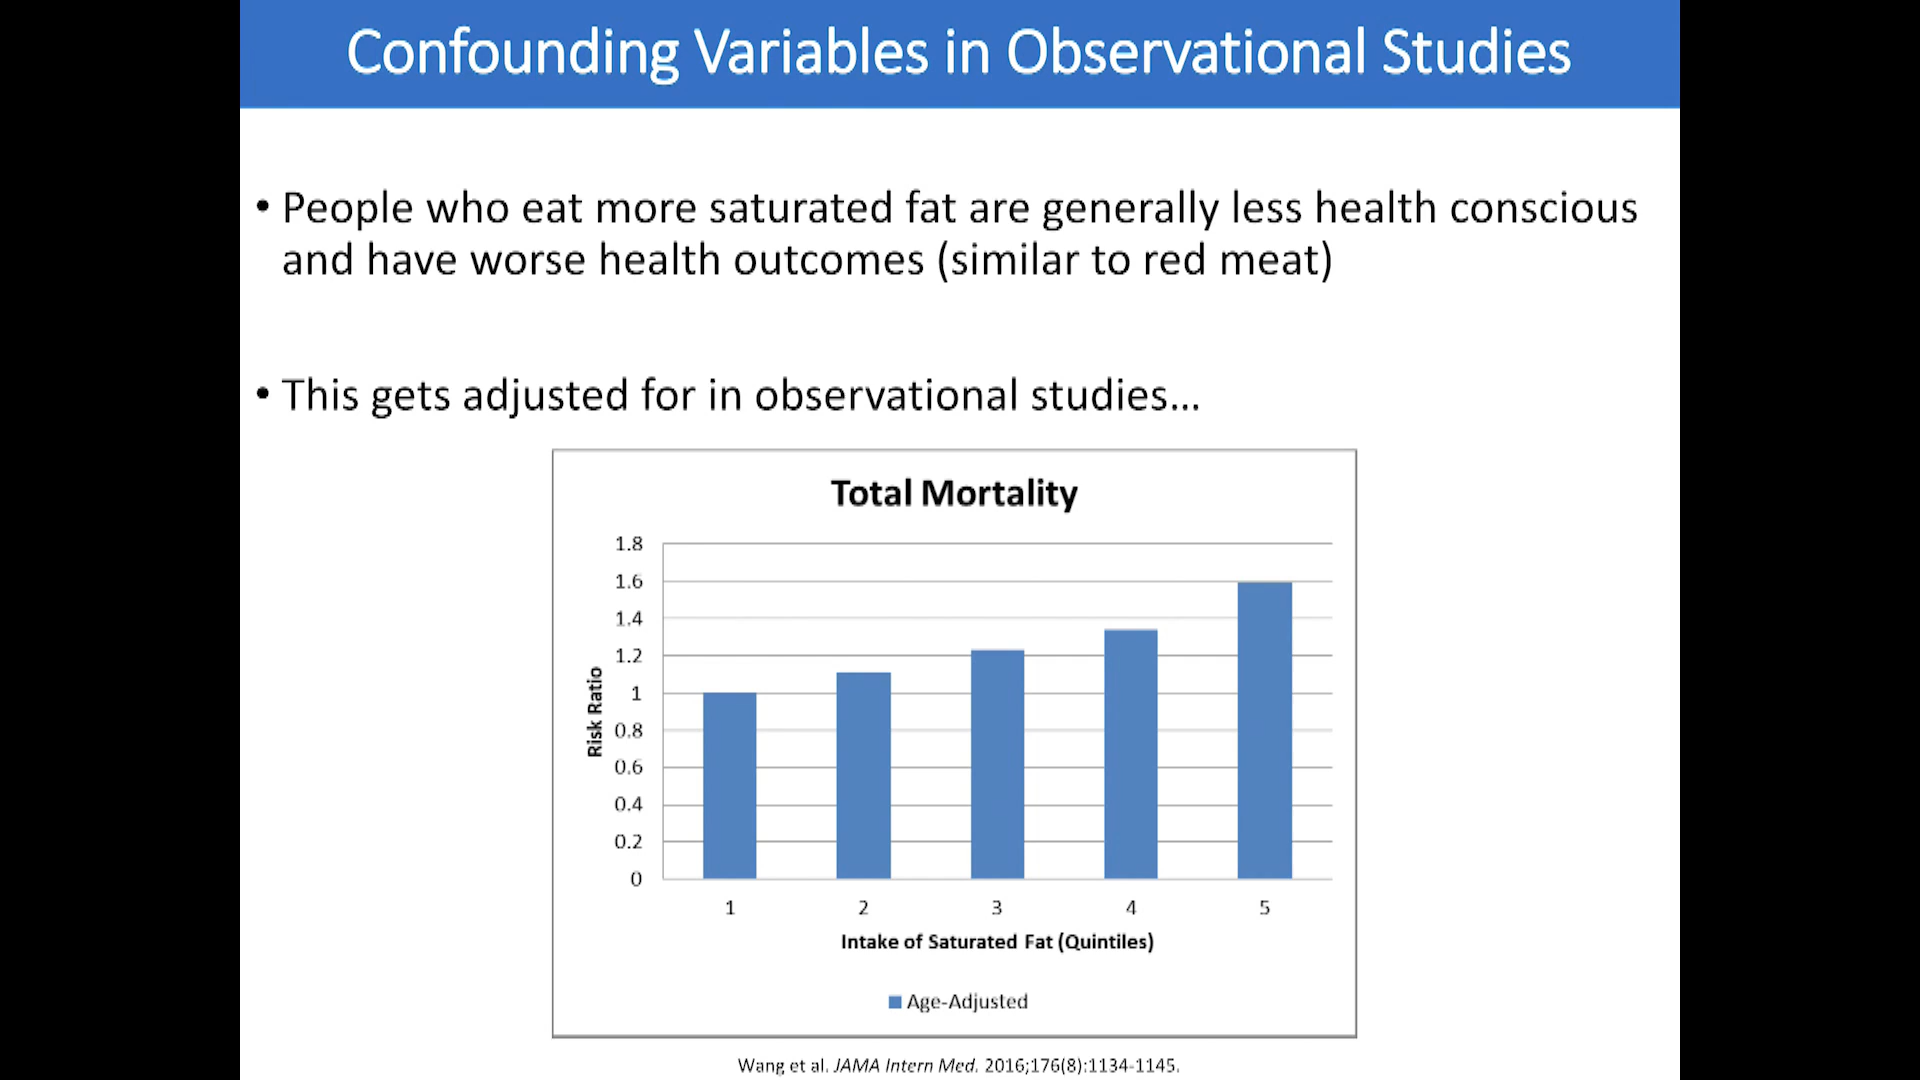 Confounding Variables in Observational Studies
• People who eat more saturated fat are generally less health conscious
and have worse health outcomes (similar to red meat)
• This gets adjusted for in observational studies...
Total Mortality
1.8
1.6
1.4
1.2
1
0.8
0.6
0.4
0.2
0
Risk Ratio
1 2 3 4 5
Intake of Saturated Fat (Quintiles)
Age-Adjusted
Wang et al. JAMA Intern Med. 2016;176(8):1134-1145.